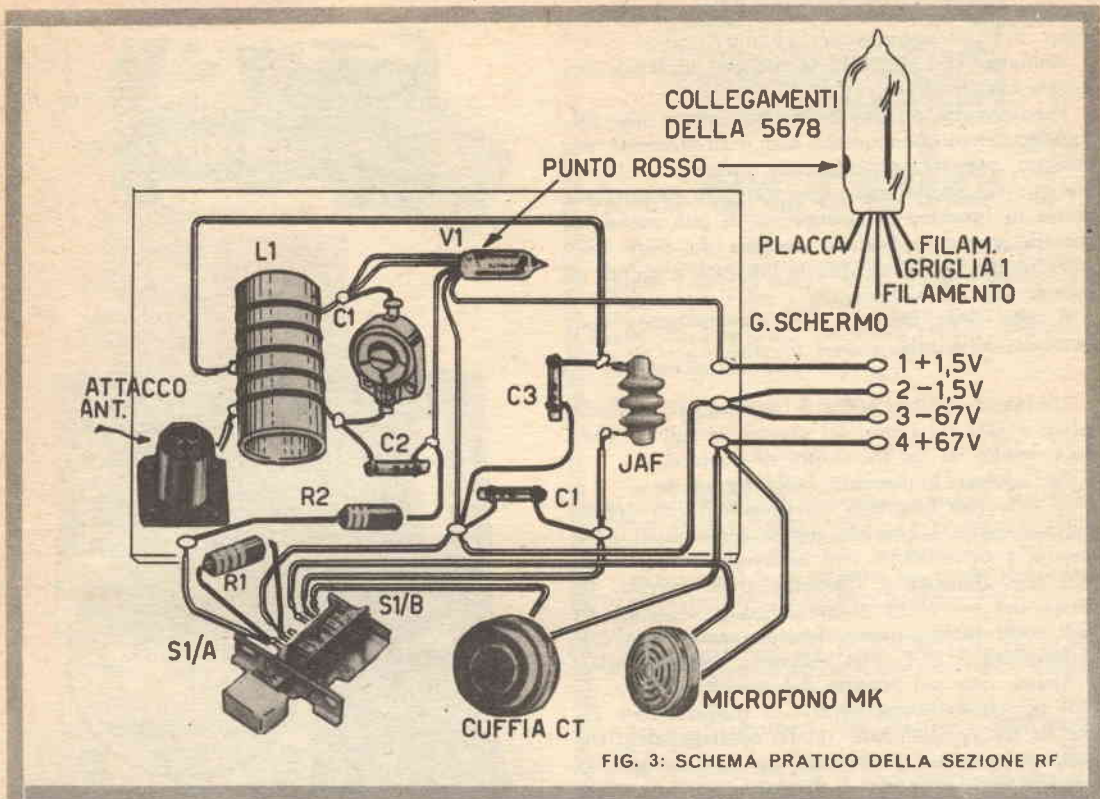 COLLEGAMENTI
DELLA 5678
PUNTO ROSSO
PLACCA
FILAM.
GRIGLIA 1
FILAMENTO
G. SCHERMO
V1
L1
C1
ATTACCO
ANT.
C2
C3
JAF
R2
C1
R1
S1/B
S1/A
1 + 1,5V
2 - 1,5V
3 - 67V
4 + 67V
CUFFIA CT
MICROFONO MK
FIG. 3: SCHEMA PRATICO DELLA SEZIONE RF